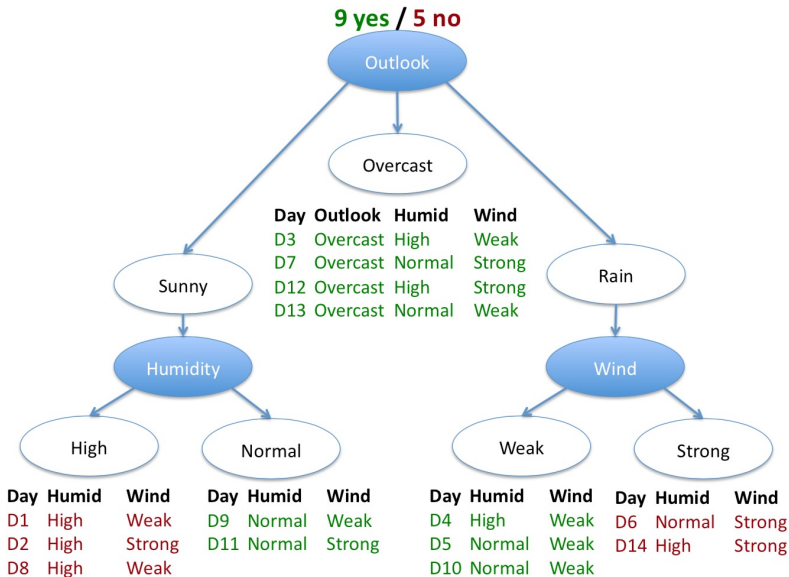 9 yes / 5 no
Outlook
Overcast
Day Outlook Humid Wind
D3 Overcast High Weak
D7 Overcast Normal Strong
D12 Overcast High Strong
D13 Overcast Normal Weak
Sunny
Rain
Humidity
Wind
High
Normal
Weak
Strong
Day Humid Wind
D1 High Weak
D2 High Strong
D8 High Weak
Day Humid Wind
D9 Normal Weak
D11 Normal Strong
Day Humid Wind
D4 High Weak
D5 Normal Weak
D10 Normal Weak
Day Humid Wind
D6 Normal Strong
D14 High Strong